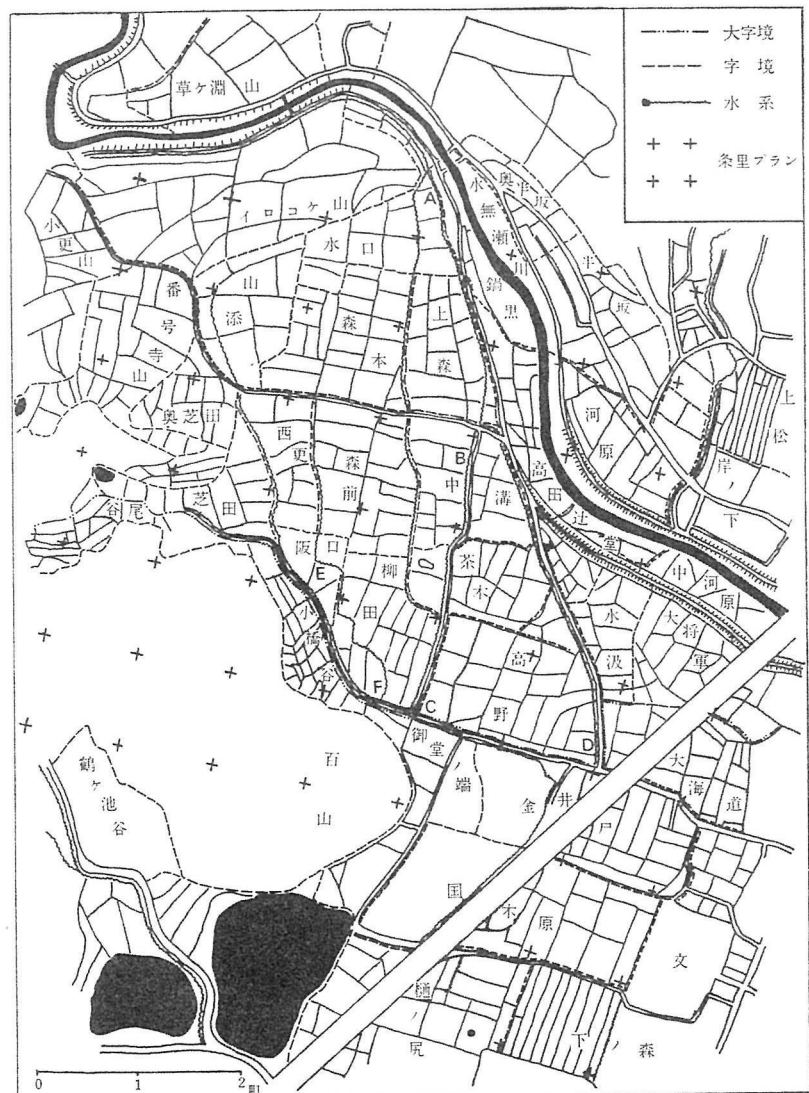 大字境
字境
水系
条里プラン
草ヶ淵山
イロコケ山
小更山
番号寺山
山添
水口
森本
上森
A
水無瀬川
奥半坂
半坂
鍋黒
河原
上松
岸ノ下
奥芝田
西更
森前
B
中溝
高田
辻堂
中河原
大将軍
谷尾
芝田
阪口
E
柳田
茶木
水汲
小橋谷
高野
F
C
D
御堂ノ端
大海道
百山
金井戸
鶴ヶ池谷
国木原
文
樋ノ尻
下ノ森
0 1 2町